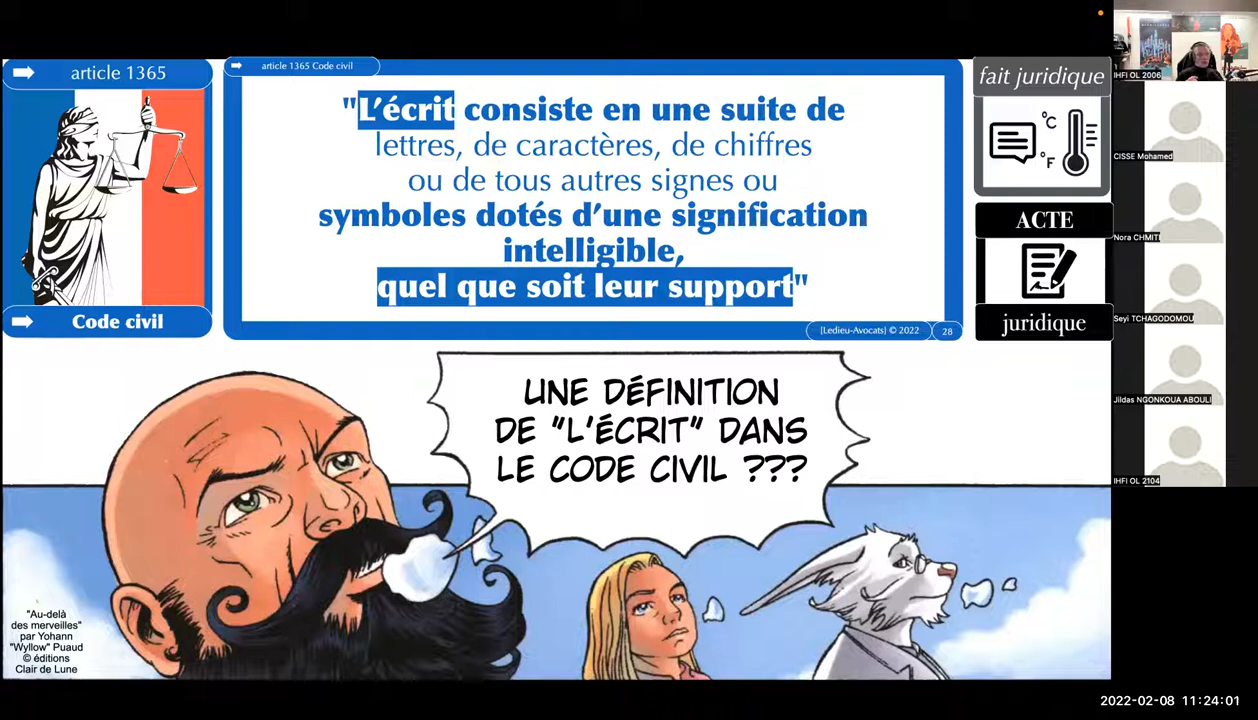 article 1365
Code civil
article 1365 Code civil
"L'écrit consiste en une suite de
lettres, de caractères, de chiffres
ou de tous autres signes ou
symboles dotés d'une signification
intelligible,
quel que soit leur support"
[Ledieu-Avocats] © 2022
28
fait juridique
°C
°F
ACTE
juridique
UNE DÉFINITION
DE "L'ÉCRIT" DANS
LE CODE CIVIL ???
"Au-delà
des merveilles"
par Yohann
"Wyllow" Puaud
© éditions
Clair de Lune
IHFI OL 2006
CISSE Mohamed
Nora CHMITI
Seyi TCHAGODOMOU
Jildas NGONKOUA ABOULI
IHFI OL 2104
2022-02-08 11:24:01